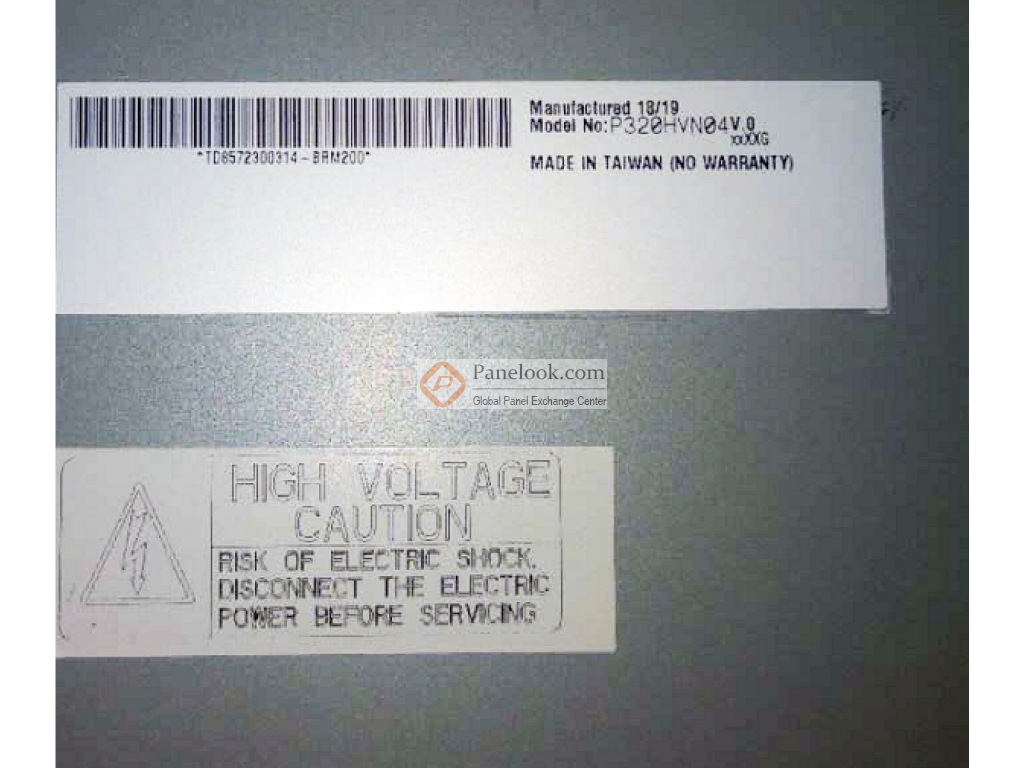 Manufactured 18/19
Model No:P320HVN04V.0
xxXXG
*TD8572300314-BRM200*
MADE IN TAIWAN (NO WARRANTY)
Panelook.com
Global Panel Exchange Center
HIGH VOLTAGE
CAUTION
RISK OF ELECTRIC SHOCK.
DISCONNECT THE ELECTRIC
POWER BEFORE SERVICING